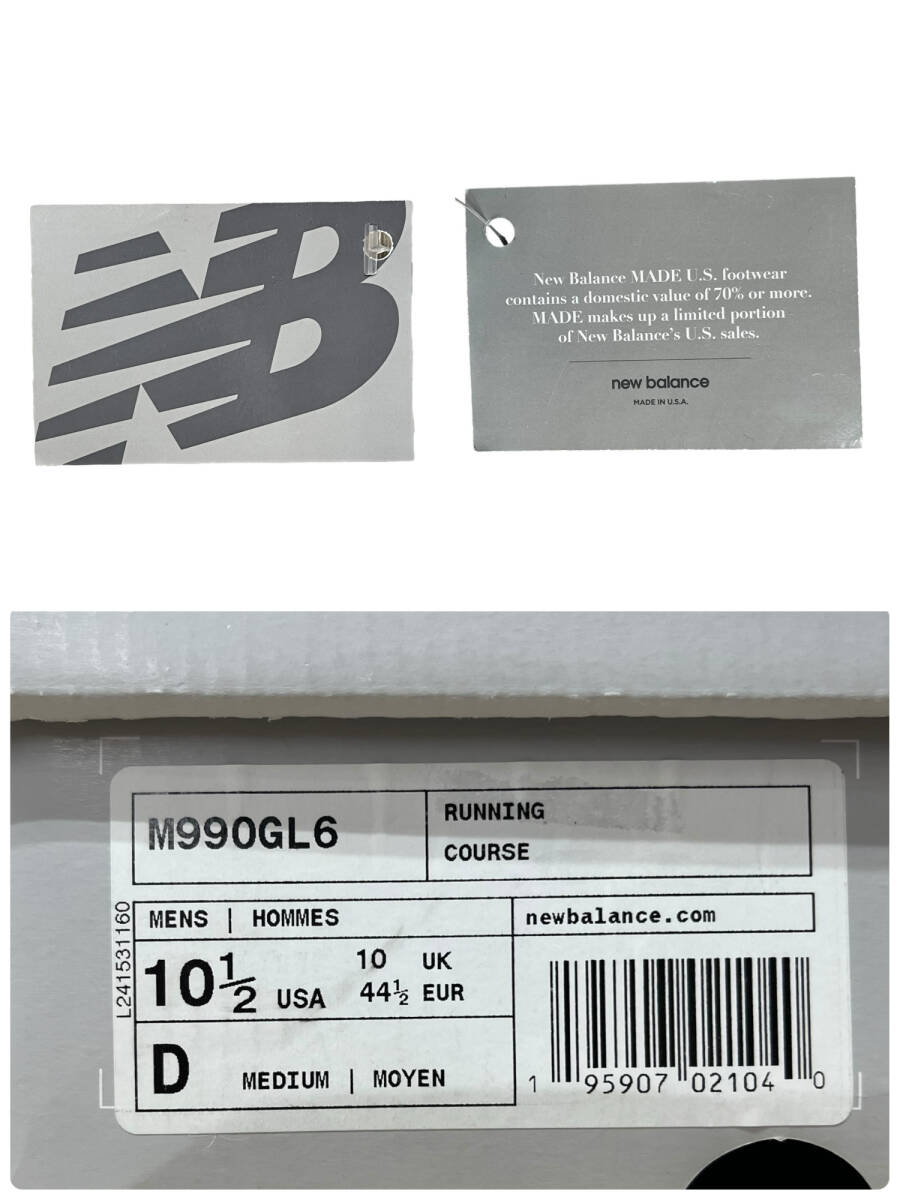 NB
New Balance MADE U.S. footwear
contains a domestic value of 70% or more.
MADE makes up a limited portion
of New Balance's U.S. sales.
new balance
MADE IN U.S.A.
M990GL6
RUNNING
COURSE
L241531160
MENS | HOMMES
newbalance.com
10½ USA
10 UK
44½ EUR
D MEDIUM | MOYEN
1 95907 02104 0